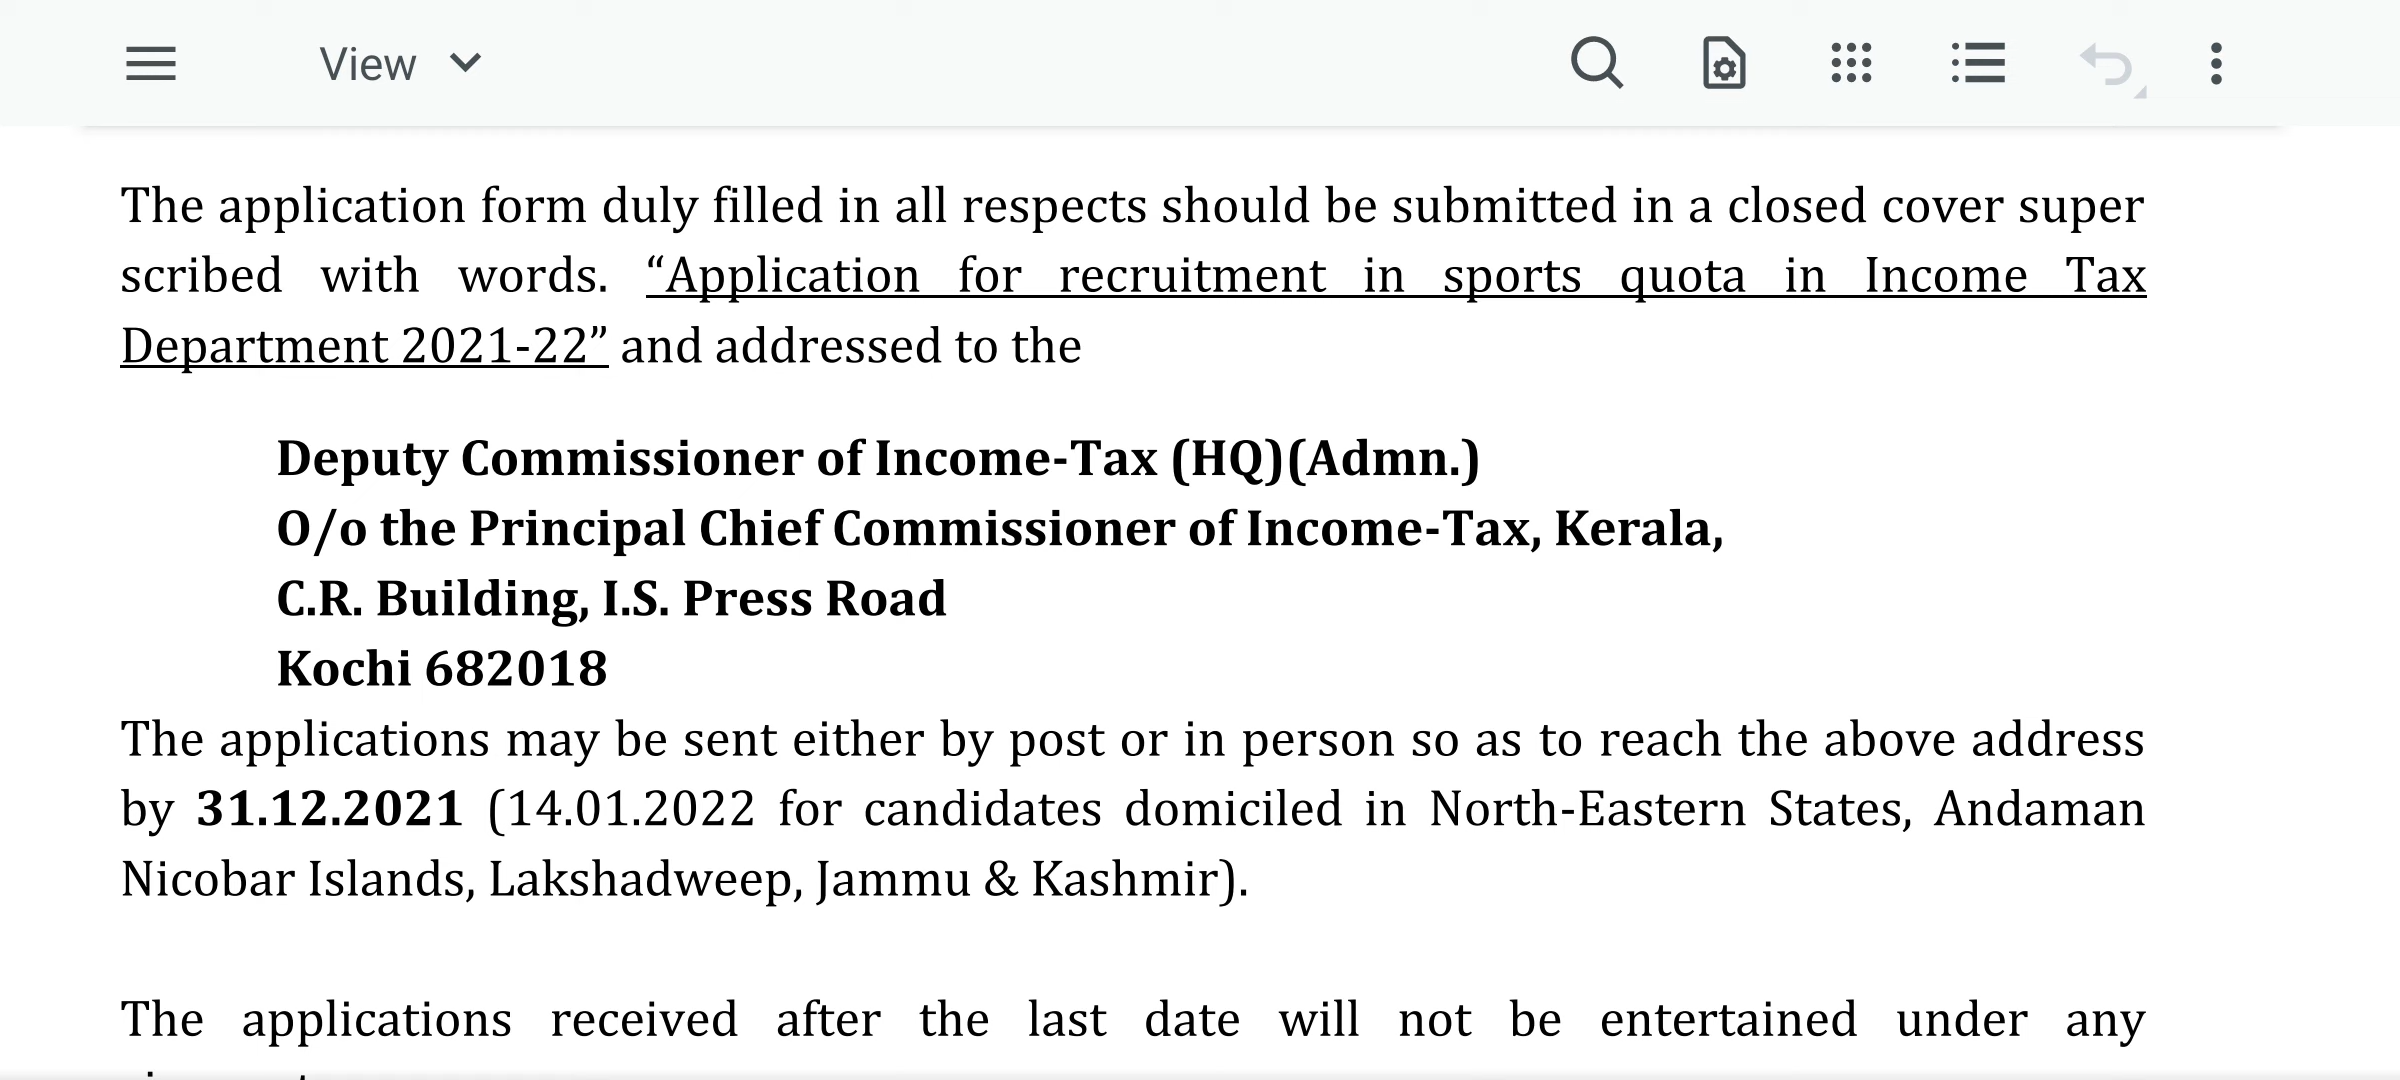 View
The application form duly filled in all respects should be submitted in a closed cover super
scribed with words. “Application for recruitment in sports quota in Income Tax
Department 2021-22” and addressed to the
Deputy Commissioner of Income-Tax (HQ)(Admn.)
O/o the Principal Chief Commissioner of Income-Tax, Kerala,
C.R. Building, I.S. Press Road
Kochi 682018
The applications may be sent either by post or in person so as to reach the above address
by 31.12.2021 (14.01.2022 for candidates domiciled in North-Eastern States, Andaman
Nicobar Islands, Lakshadweep, Jammu & Kashmir).
The applications received after the last date will not be entertained under any